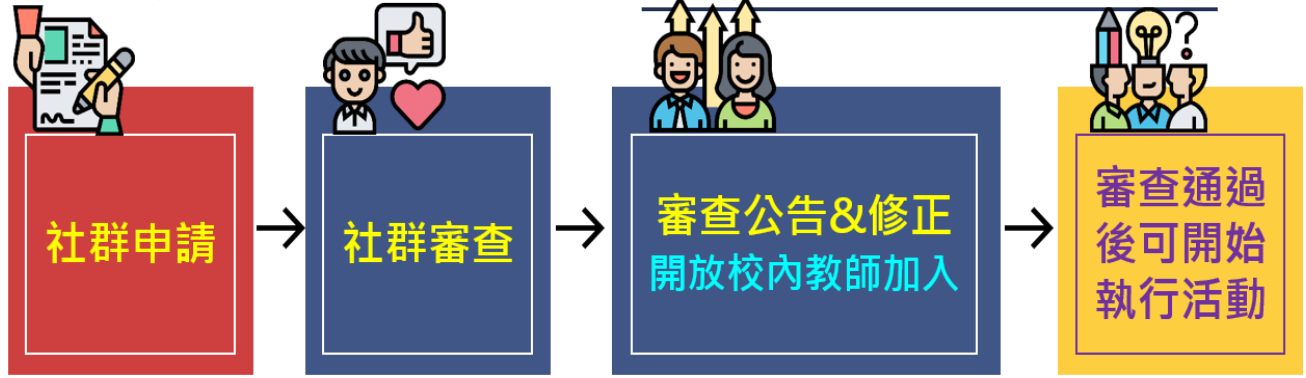 社群申請
社群審查
審查公告&修正
開放校內教師加入
審查通過
後可開始
執行活動